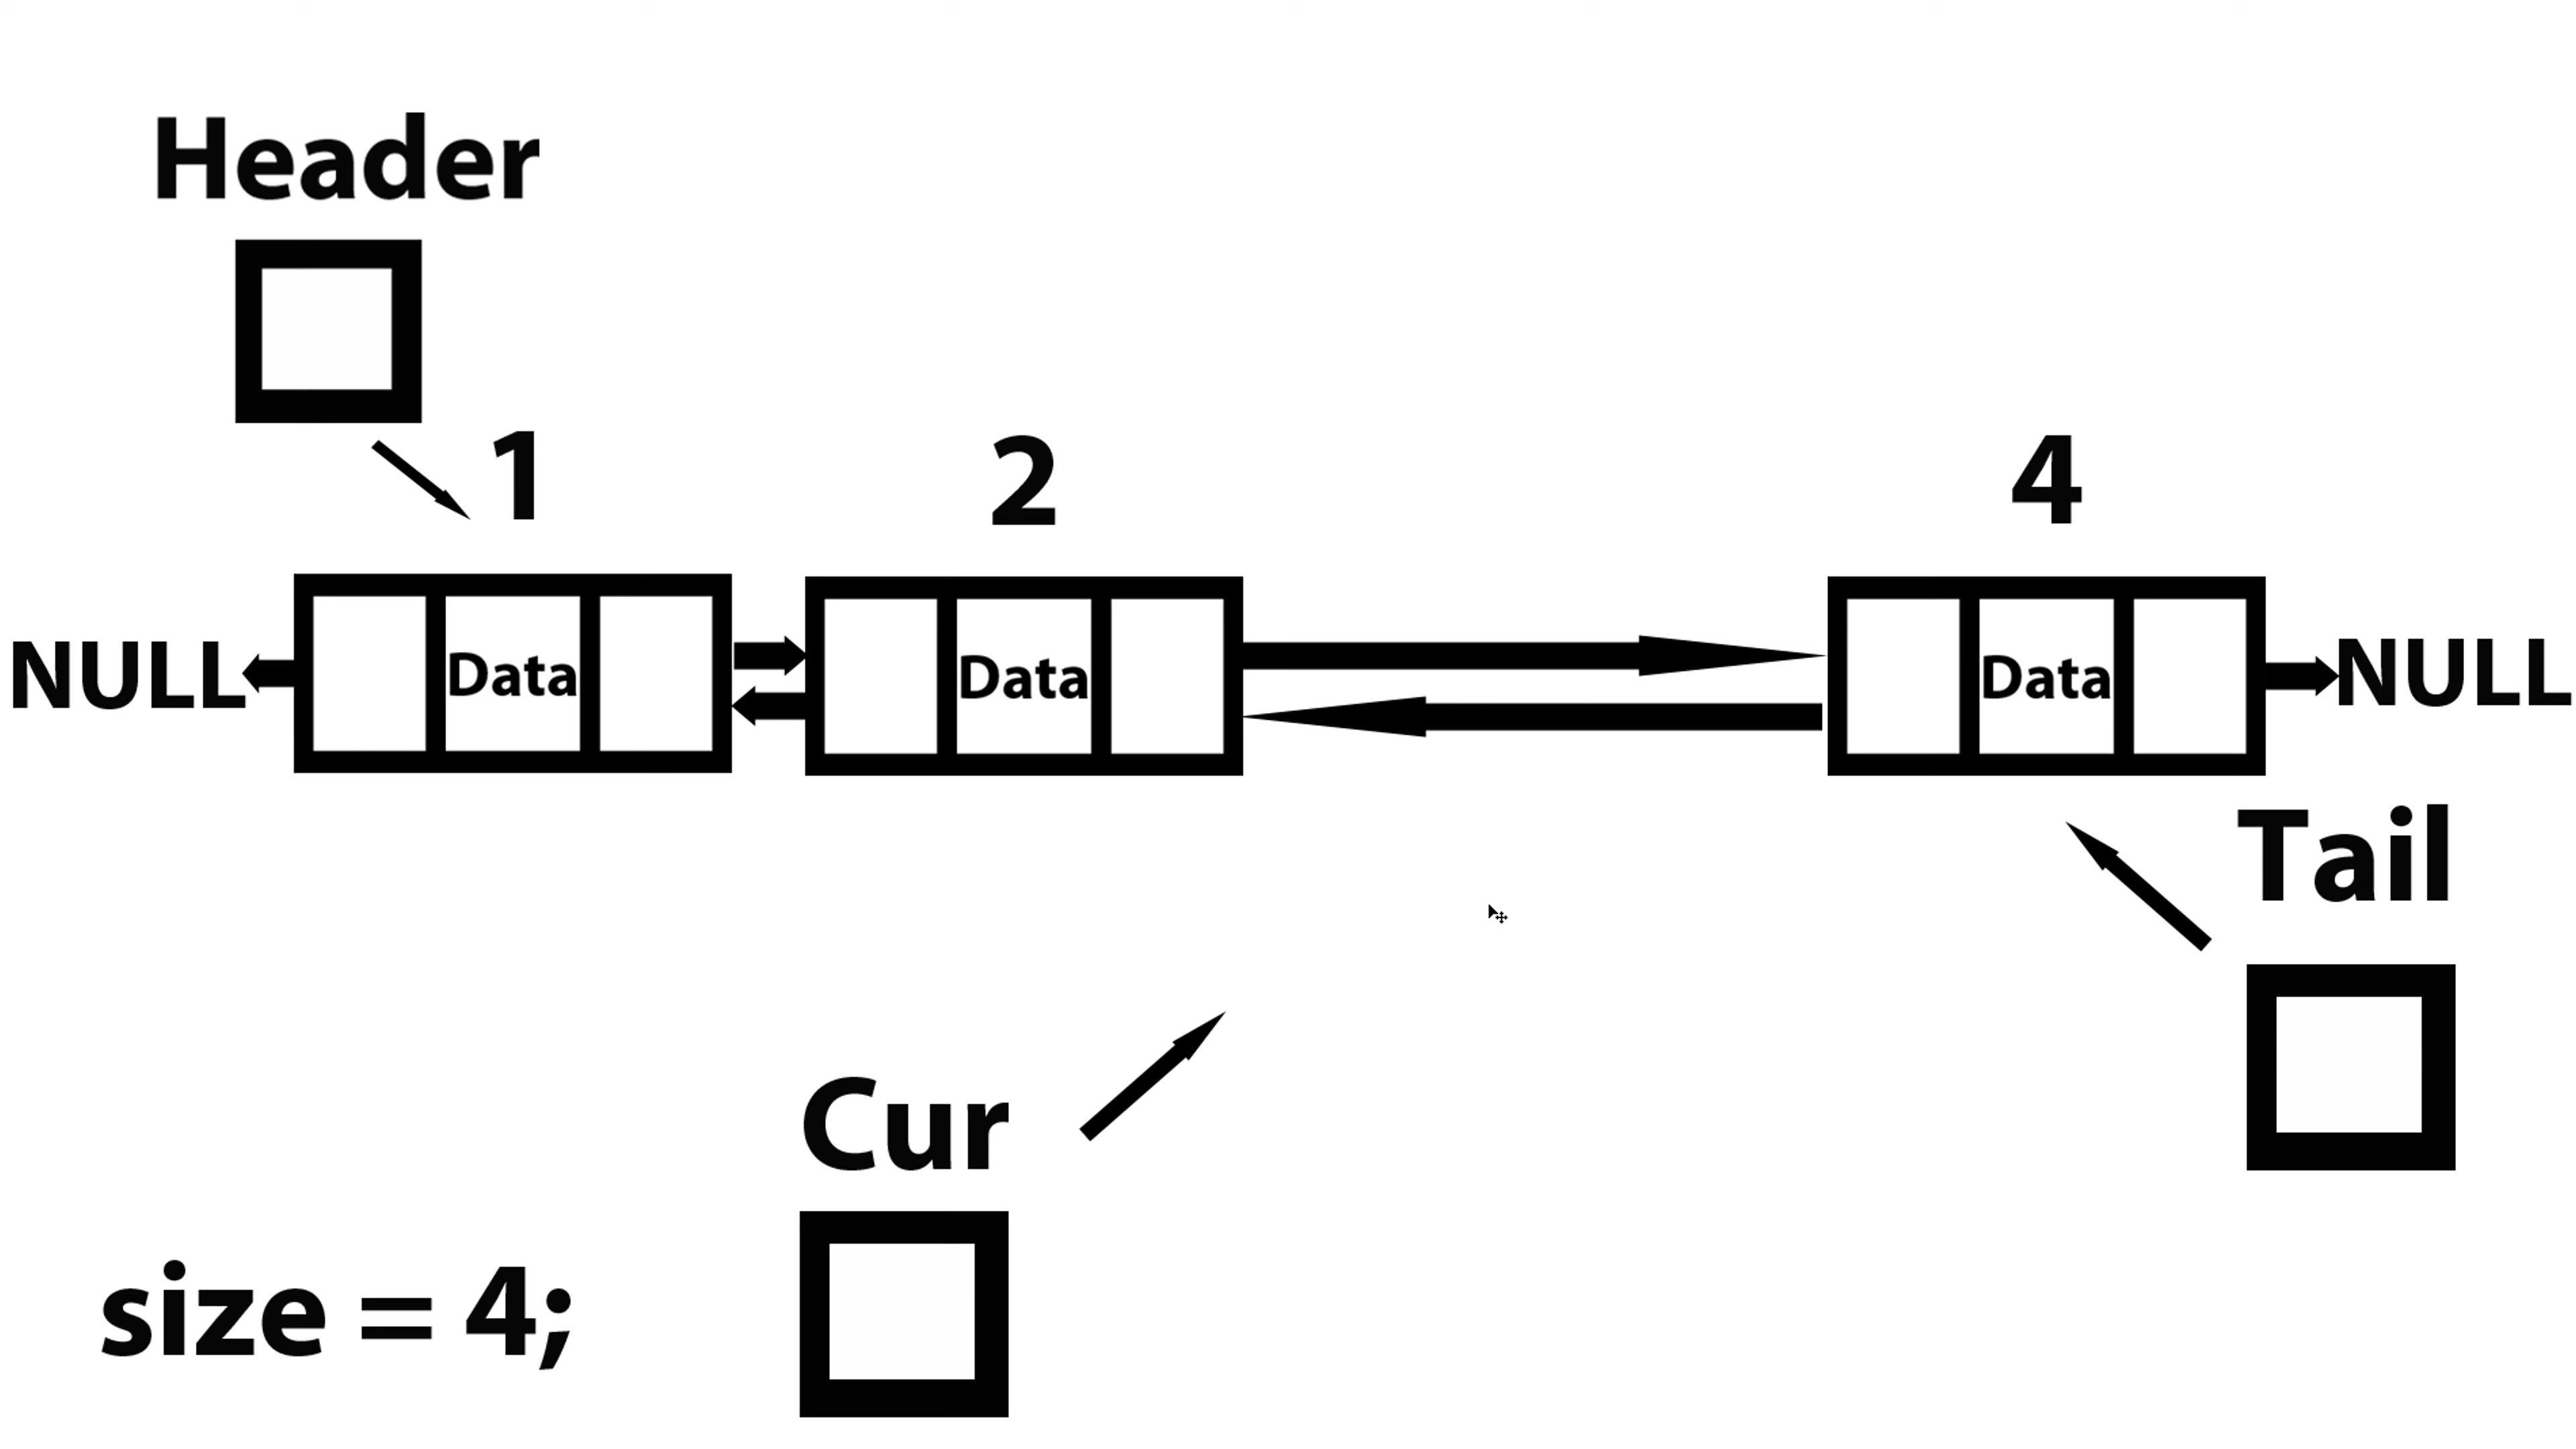 Header
1
2
4
NULL
Data
Data
Data
NULL
Tail
Cur
size = 4;